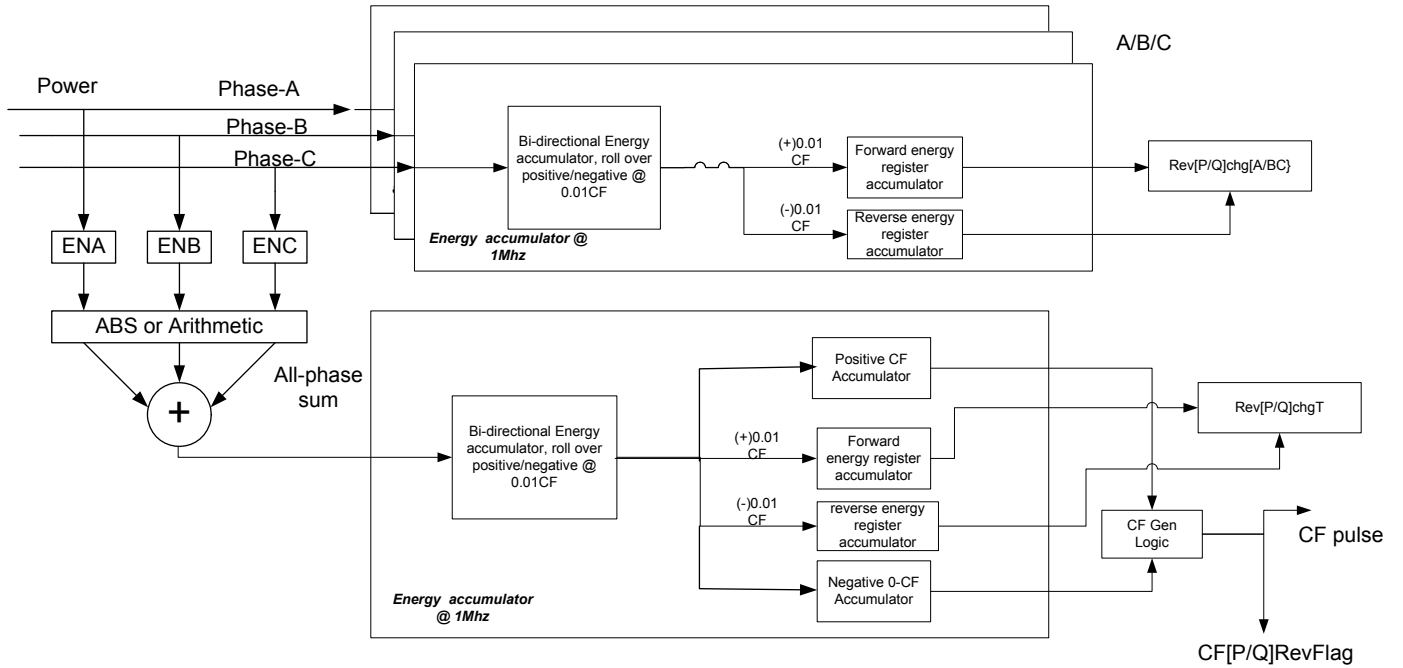 A/B/C
Power
Phase-A
Phase-B
Phase-C
Bi-directional Energy
accumulator, roll over
positive/negative @
0.01CF
(+)0.01
CF
Forward energy
register
accumulator
Rev[P/Q]chg[A/BC}
(-)0.01
CF
Reverse energy
register
accumulator
Energy accumulator @
1Mhz
ENA
ENB
ENC
ABS or Arithmetic
All-phase
sum
+
Bi-directional Energy
accumulator, roll over
positive/negative @
0.01CF
Positive CF
Accumulator
(+)0.01
CF
Forward
energy register
accumulator
Rev[P/Q]chgT
(-)0.01
CF
reverse energy
register
accumulator
CF Gen
Logic
CF pulse
Negative 0-CF
Accumulator
Energy accumulator
@ 1Mhz
CF[P/Q]RevFlag